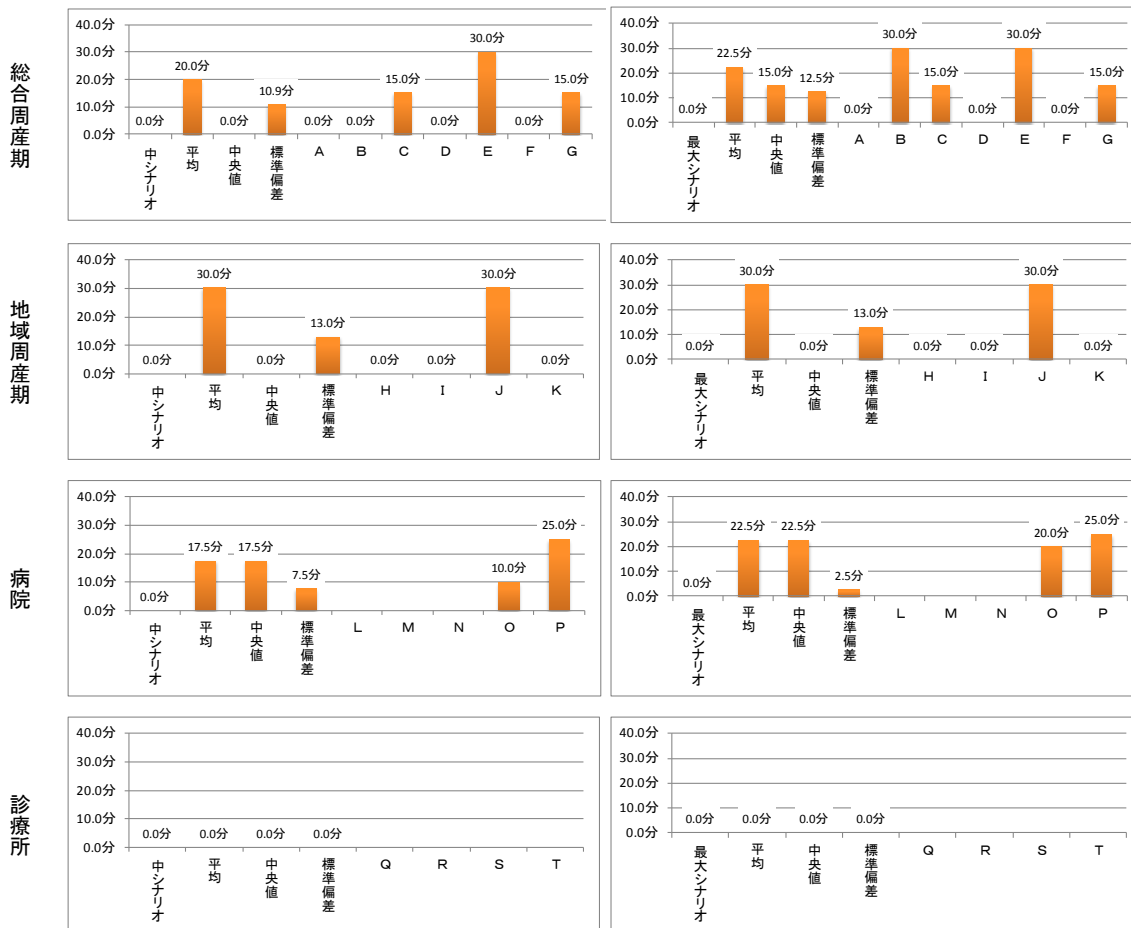 総合周産期
40.0分
30.0分
20.0分
10.0分
0.0分
0.0分
20.0分
0.0分
10.9分
0.0分
0.0分
15.0分
0.0分
30.0分
0.0分
15.0分
中シナリオ
平均
中央値
標準偏差
A
B
C
D
E
F
G
40.0分
30.0分
20.0分
10.0分
0.0分
0.0分
22.5分
15.0分
12.5分
0.0分
30.0分
15.0分
0.0分
30.0分
0.0分
15.0分
最大シナリオ
平均
中央値
標準偏差
A
B
C
D
E
F
G
地域周産期
40.0分
30.0分
20.0分
10.0分
0.0分
0.0分
30.0分
0.0分
13.0分
0.0分
0.0分
30.0分
0.0分
中シナリオ
平均
中央値
標準偏差
H
I
J
K
40.0分
30.0分
20.0分
10.0分
0.0分
0.0分
30.0分
0.0分
13.0分
0.0分
0.0分
30.0分
0.0分
最大シナリオ
平均
中央値
標準偏差
H
I
J
K
病院
40.0分
30.0分
20.0分
10.0分
0.0分
0.0分
17.5分
17.5分
7.5分
10.0分
25.0分
中シナリオ
平均
中央値
標準偏差
L
M
N
O
P
40.0分
30.0分
20.0分
10.0分
0.0分
0.0分
22.5分
22.5分
2.5分
20.0分
25.0分
最大シナリオ
平均
中央値
標準偏差
L
M
N
O
P
診療所
40.0分
30.0分
20.0分
10.0分
0.0分
0.0分
0.0分
0.0分
0.0分
中シナリオ
平均
中央値
標準偏差
Q
R
S
T
40.0分
30.0分
20.0分
10.0分
0.0分
0.0分
0.0分
0.0分
0.0分
最大シナリオ
平均
中央値
標準偏差
Q
R
S
T